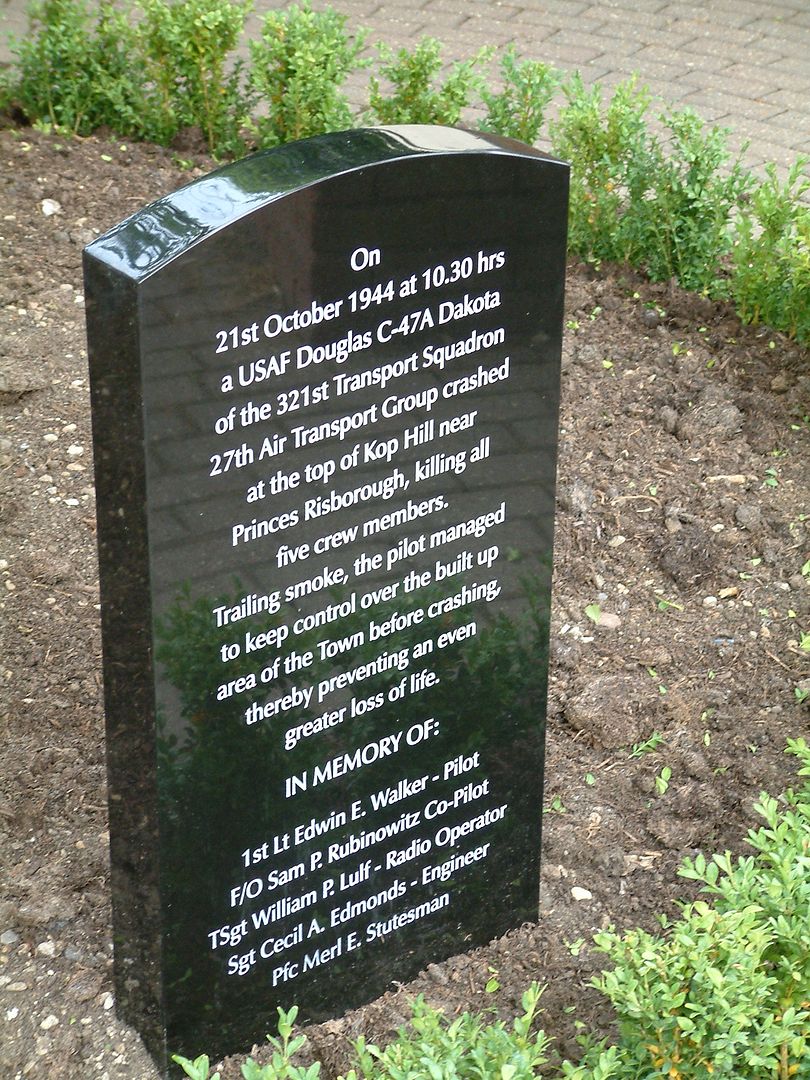 On
21st October 1944 at 10.30 hrs
a USAF Douglas C-47A Dakota
of the 321st Transport Squadron
27th Air Transport Group crashed
at the top of Kop Hill near
Princes Risborough, killing all
five crew members.
Trailing smoke, the pilot managed
to keep control over the built up
area of the Town before crashing,
thereby preventing an even
greater loss of life.
IN MEMORY OF:
1st Lt Edwin E. Walker - Pilot
F/O Sam P. Rubinowitz Co-Pilot
TSgt William P. Lulf - Radio Operator
Sgt Cecil A. Edmonds - Engineer
Pfc Merl E. Stutesman